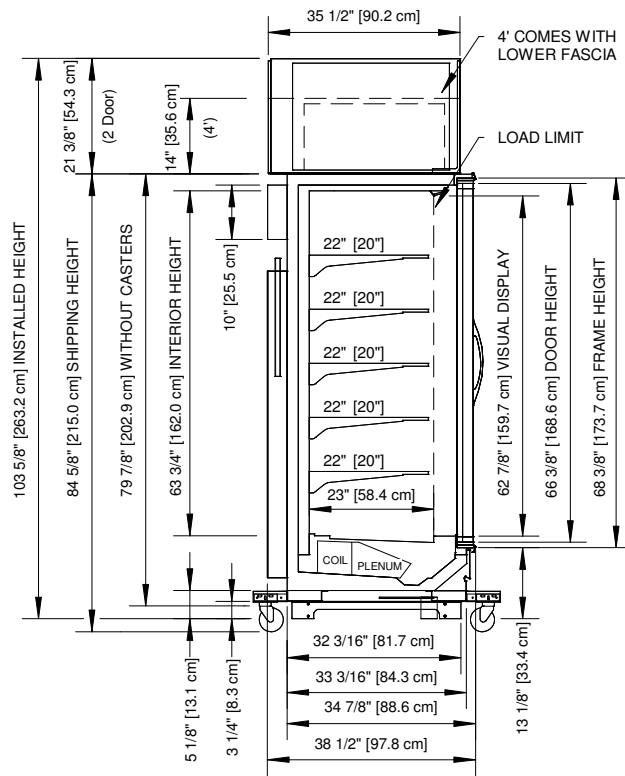 35 1/2" [90.2 cm]
4' COMES WITH
LOWER FASCIA
21 3/8" [54.3 cm]
(2 Door)
14" [35.6 cm]
(4')
LOAD LIMIT
103 5/8" [263.2 cm] INSTALLED HEIGHT
84 5/8" [215.0 cm] SHIPPING HEIGHT
79 7/8" [202.9 cm] WITHOUT CASTERS
63 3/4" [162.0 cm] INTERIOR HEIGHT
10" [25.5 cm]
22" [20"]
22" [20"]
22" [20"]
22" [20"]
22" [20"]
23" [58.4 cm]
62 7/8" [159.7 cm] VISUAL DISPLAY
66 3/8" [168.6 cm] DOOR HEIGHT
68 3/8" [173.7 cm] FRAME HEIGHT
COIL
PLENUM
5 1/8" [13.1 cm]
3 1/4" [8.3 cm]
13 1/8" [33.4 cm]
32 3/16" [81.7 cm]
33 3/16" [84.3 cm]
34 7/8" [88.6 cm]
38 1/2" [97.8 cm]